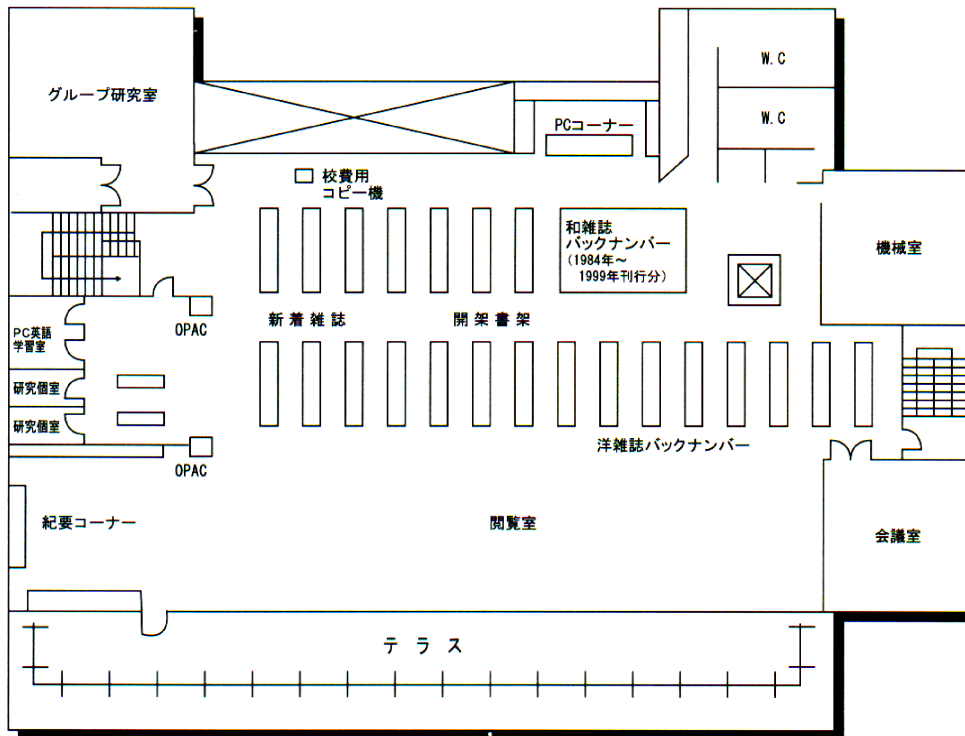 グループ研究室
W.C
W.C
PCコーナー
校費用
コピー機
和雑誌
バックナンバー
(1984年～
1999年刊行分)
機械室
OPAC
新着雑誌
開架書架
PC英語
学習室
研究個室
研究個室
洋雑誌バックナンバー
OPAC
紀要コーナー
閲覧室
会議室
テラス